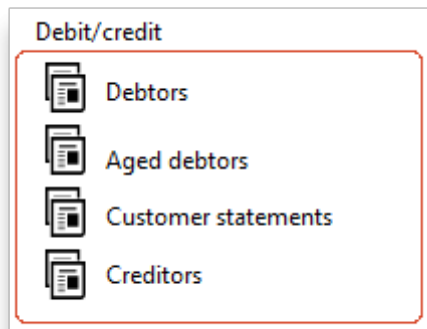 Debit/credit
Debtors
Aged debtors
Customer statements
Creditors